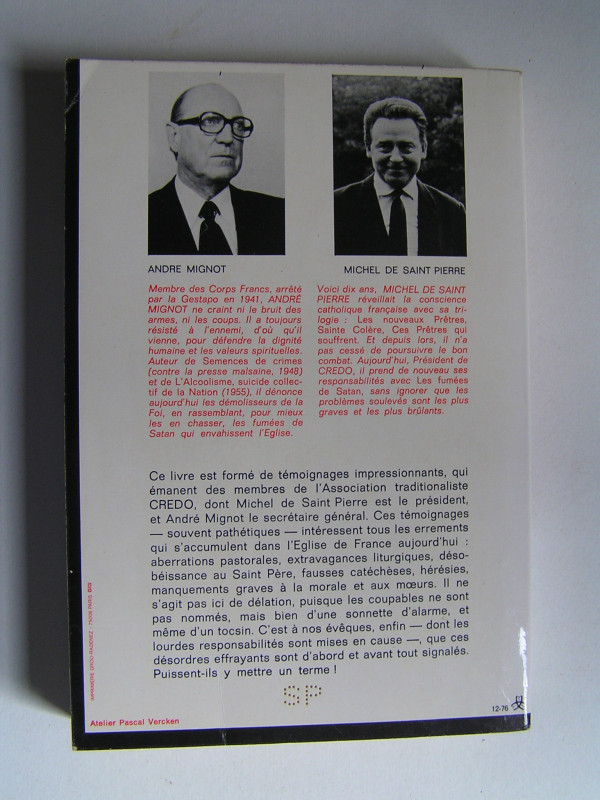 ANDRE MIGNOT
Membre des Corps Francs, arrêté
par la Gestapo en 1941, ANDRÉ
MIGNOT ne craint ni le bruit des
armes, ni les coups. Il a toujours
résisté à l'ennemi, d'où qu'il
vienne, pour défendre la dignité
humaine et les valeurs spirituelles.
Auteur de Semences de crimes
(contre la presse malsaine, 1948)
et de L'Alcoolisme, suicide collec-
tif de la Nation (1955), il dénonce
aujourd'hui les démolisseurs de la
Foi, en rassemblant, pour mieux
les en chasser, les fumées de
Satan qui envahissent l'Eglise.
MICHEL DE SAINT PIERRE
Voici dix ans, MICHEL DE SAINT
PIERRE réveillait la conscience
catholique française avec sa tri-
logie : Les nouveaux Prêtres,
Sainte Colère, Ces Prêtres qui
souffrent. Et depuis lors, il n'a
pas cessé de poursuivre le bon
combat. Aujourd'hui, Président de
CREDO, il prend de nouveau ses
responsabilités avec Les fumées
de Satan, sans ignorer que les
problèmes soulevés sont les plus
graves et les plus brûlants.
Ce livre est formé de témoignages impressionnants, qui
émanent des membres de l'Association traditionaliste
CREDO, dont Michel de Saint Pierre est le président,
et André Mignot le secrétaire général. Ces témoignages
— souvent pathétiques — intéressent tous les errements
qui s'accumulent dans l'Eglise de France aujourd'hui :
aberrations pastorales, extravagances liturgiques, déso-
béissance au Saint Père, fausses catéchèses, hérésies,
manquements graves à la morale et aux mœurs. Il ne
s'agit pas ici de délation, puisque les coupables ne sont
pas nommés, mais bien d'une sonnette d'alarme, et
même d'un tocsin. C'est à nos évêques, enfin — dont les
lourdes responsabilités sont mises en cause —, que ces
désordres effrayants sont d'abord et avant tout signalés.
Puissent-ils y mettre un terme !
SP
12-76
Atelier Pascal Vercken
IMPRIMERIE GROU-RADENEZ - 75006 PARIS